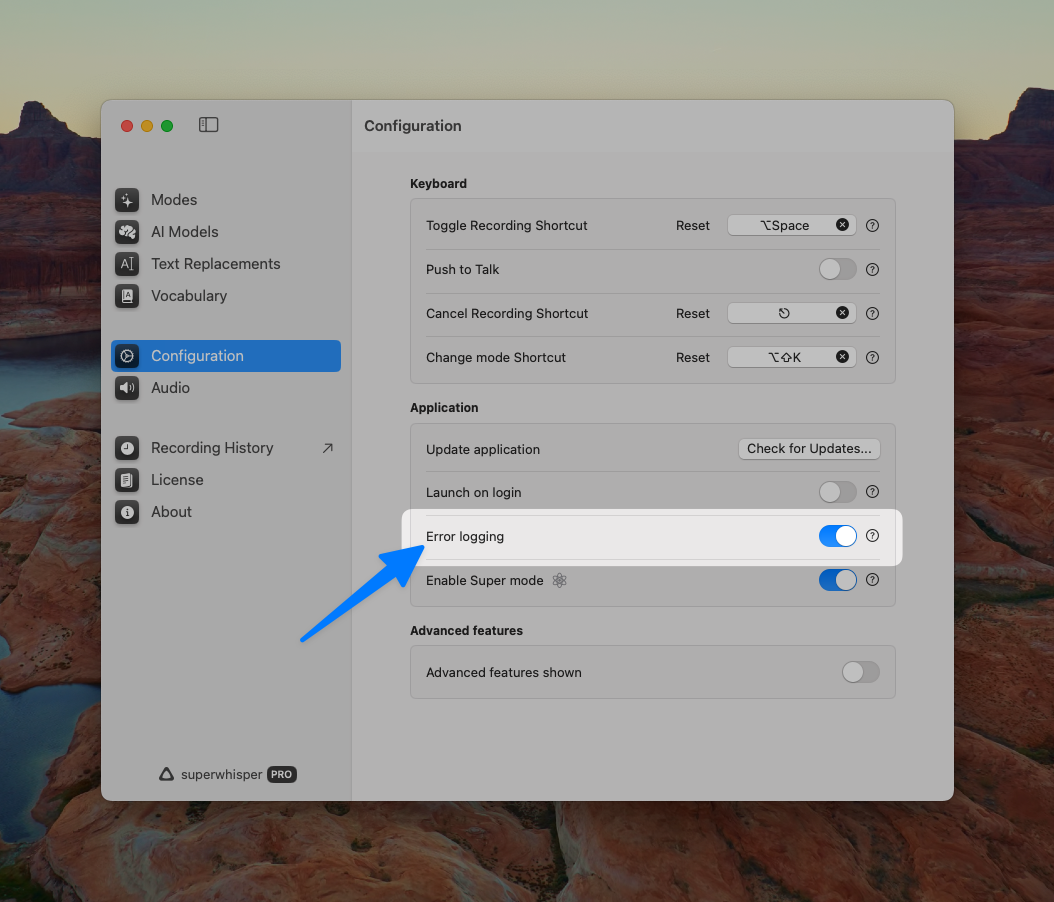 Configuration
Modes
AI Models
Text Replacements
Vocabulary
Configuration
Audio
Recording History
License
About
superwhisper PRO
Keyboard
Toggle Recording Shortcut Reset ⌥Space
Push to Talk
Cancel Recording Shortcut Reset
Change mode Shortcut Reset ⌥⇧K
Application
Update application Check for Updates...
Launch on login
Error logging
Enable Super mode
Advanced features
Advanced features shown